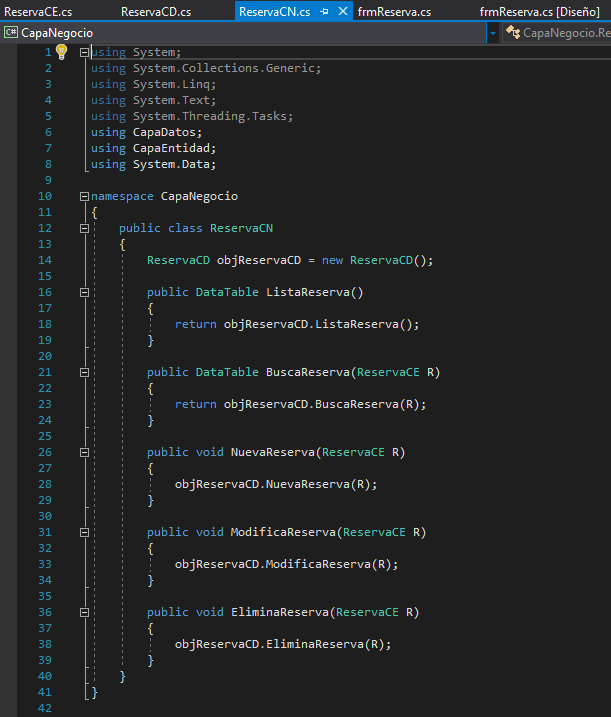 ReservaCE.cs ReservaCD.cs ReservaCN.cs frmReserva.cs frmReserva.cs [Diseño]
C# CapaNegocio CapaNegocio.Re
1 using System;
2 using System.Collections.Generic;
3 using System.Linq;
4 using System.Text;
5 using System.Threading.Tasks;
6 using CapaDatos;
7 using CapaEntidad;
8 using System.Data;
9
10 namespace CapaNegocio
11 {
12 public class ReservaCN
13 {
14 ReservaCD objReservaCD = new ReservaCD();
15
16 public DataTable ListaReserva()
17 {
18 return objReservaCD.ListaReserva();
19 }
20
21 public DataTable BuscaReserva(ReservaCE R)
22 {
23 return objReservaCD.BuscaReserva(R);
24 }
25
26 public void NuevaReserva(ReservaCE R)
27 {
28 objReservaCD.NuevaReserva(R);
29 }
30
31 public void ModificaReserva(ReservaCE R)
32 {
33 objReservaCD.ModificaReserva(R);
34 }
35
36 public void EliminaReserva(ReservaCE R)
37 {
38 objReservaCD.EliminaReserva(R);
39 }
40 }
41 }
42